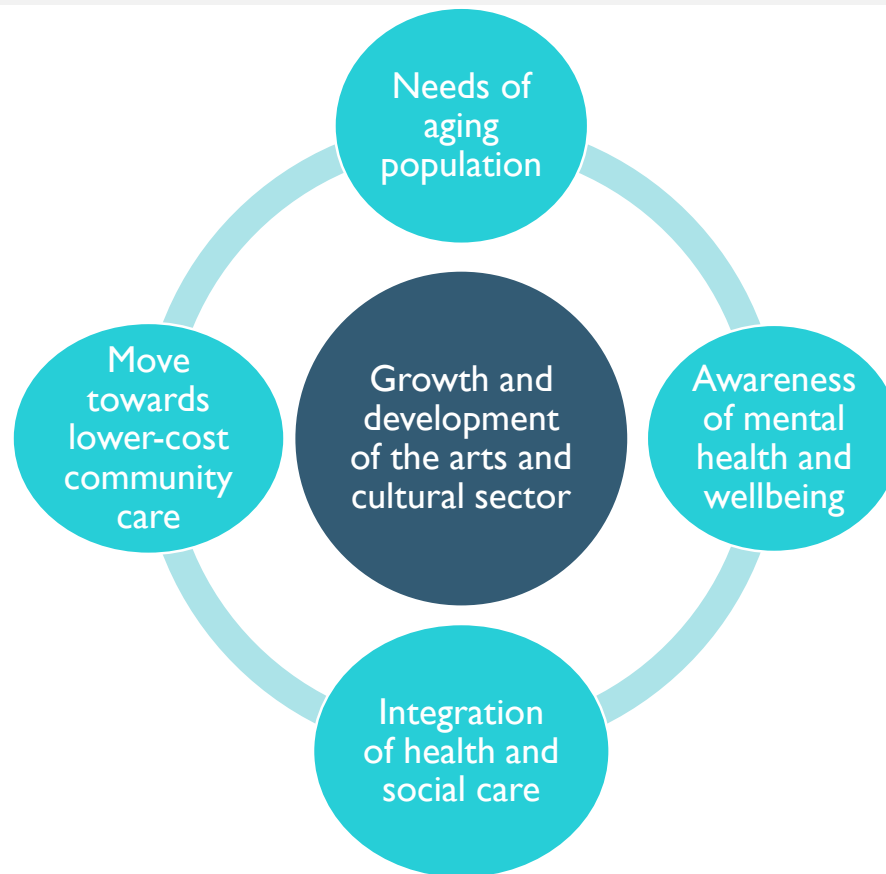 Needs of
aging
population
Move
towards
lower-cost
community
care
Growth and
development
of the arts and
cultural sector
Awareness
of mental
health and
wellbeing
Integration
of health and
social care